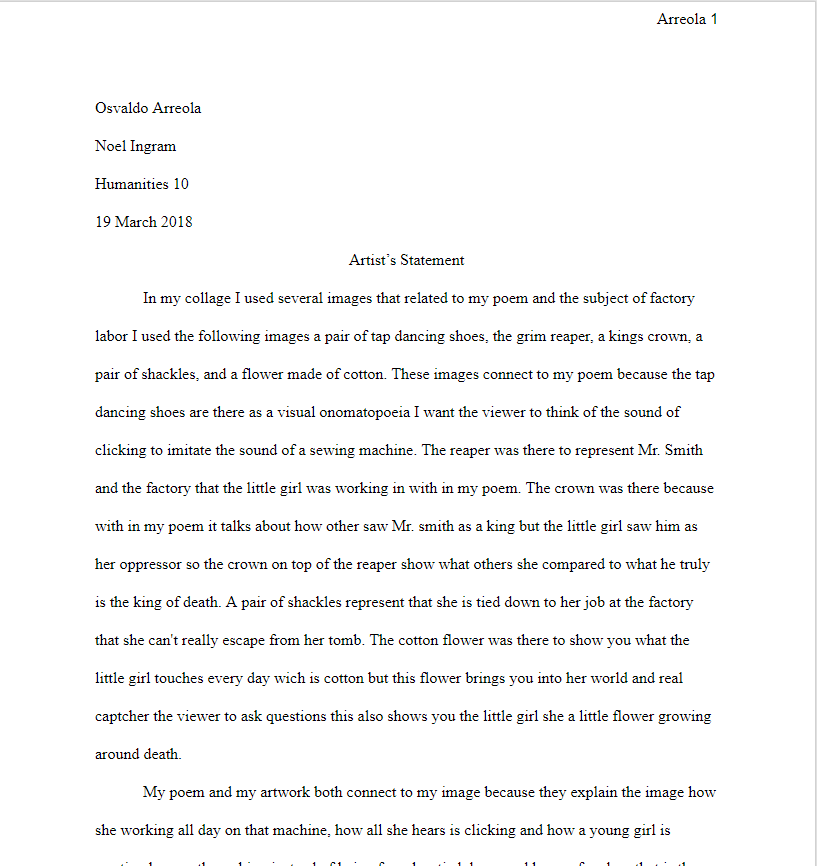 Arreola 1
Osvaldo Arreola
Noel Ingram
Humanities 10
19 March 2018
Artist's Statement
In my collage I used several images that related to my poem and the subject of factory
labor I used the following images a pair of tap dancing shoes, the grim reaper, a kings crown, a
pair of shackles, and a flower made of cotton. These images connect to my poem because the tap
dancing shoes are there as a visual onomatopoeia I want the viewer to think of the sound of
clicking to imitate the sound of a sewing machine. The reaper was there to represent Mr. Smith
and the factory that the little girl was working in with in my poem. The crown was there because
with in my poem it talks about how other saw Mr. smith as a king but the little girl saw him as
her oppressor so the crown on top of the reaper show what others she compared to what he truly
is the king of death. A pair of shackles represent that she is tied down to her job at the factory
that she can't really escape from her tomb. The cotton flower was there to show you what the
little girl touches every day wich is cotton but this flower brings you into her world and real
captcher the viewer to ask questions this also shows you the little girl she a little flower growing
around death.
My poem and my artwork both connect to my image because they explain the image how
she working all day on that machine, how all she hears is clicking and how a young girl is